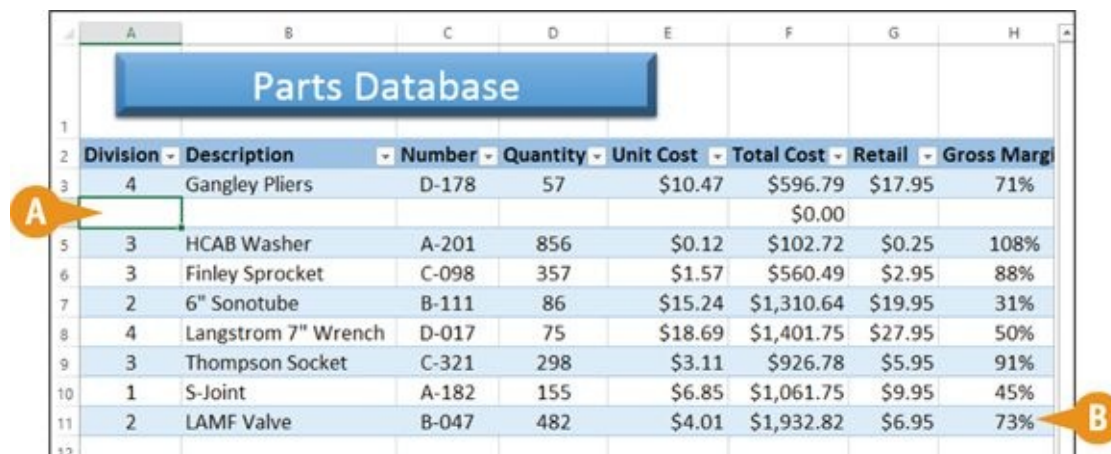 A B C D E F G H
Parts Database
1
2 Division Description Number Quantity Unit Cost Total Cost Retail Gross Margi
3 4 Gangley Pliers D-178 57 $10.47 $596.79 $17.95 71%
A $0.00
5 3 HCAB Washer A-201 856 $0.12 $102.72 $0.25 108%
6 3 Finley Sprocket C-098 357 $1.57 $560.49 $2.95 88%
7 2 6" Sonotube B-111 86 $15.24 $1,310.64 $19.95 31%
8 4 Langstrom 7" Wrench D-017 75 $18.69 $1,401.75 $27.95 50%
9 3 Thompson Socket C-321 298 $3.11 $926.78 $5.95 91%
10 1 S-Joint A-182 155 $6.85 $1,061.75 $9.95 45%
11 2 LAMF Valve B-047 482 $4.01 $1,932.82 $6.95 73% B
12